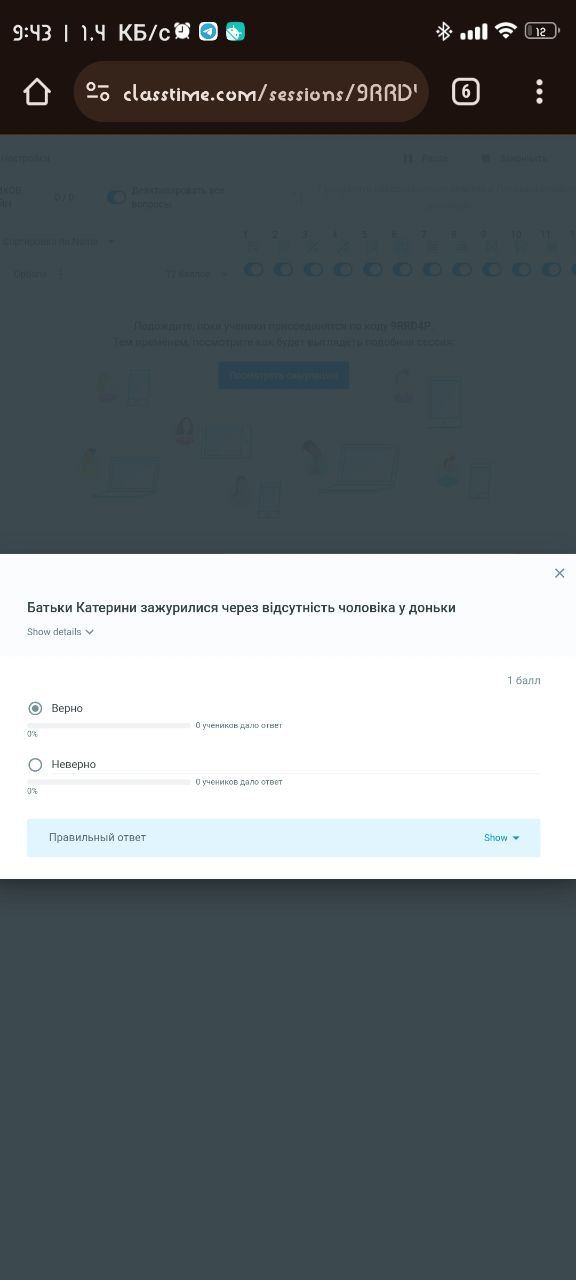 9:43 | 1,4 КБ/с
12
classtime.com/sessions/9RRD
6
Настройки
Пауза
Закончить
0 / 0
Деактивировать все
вопросы
Сортировка по: Name
1 2 3 4 5 6 7 8 9 10 11
12 баллов
Подождите, пока ученики присоединятся по коду 9RRD4P.
Тем временем, посмотрите как будет выглядеть подобная сессия:
Посмотреть симуляцию
Батьки Катерини зажурилися через відсутність чоловіка у доньки
Show details
1 балл
Верно
0 учеников дало ответ
0%
Неверно
0 учеников дало ответ
0%
Правильный ответ
Show